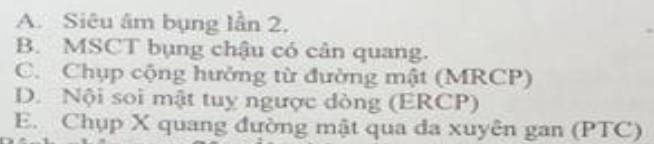 A. Siêu âm bụng lần 2.
B. MSCT bụng chậu có cản quang.
C. Chụp cộng hưởng từ đường mật (MRCP)
D. Nội soi mật tuỵ ngược dòng (ERCP)
E. Chụp X quang đường mật qua da xuyên gan (PTC)